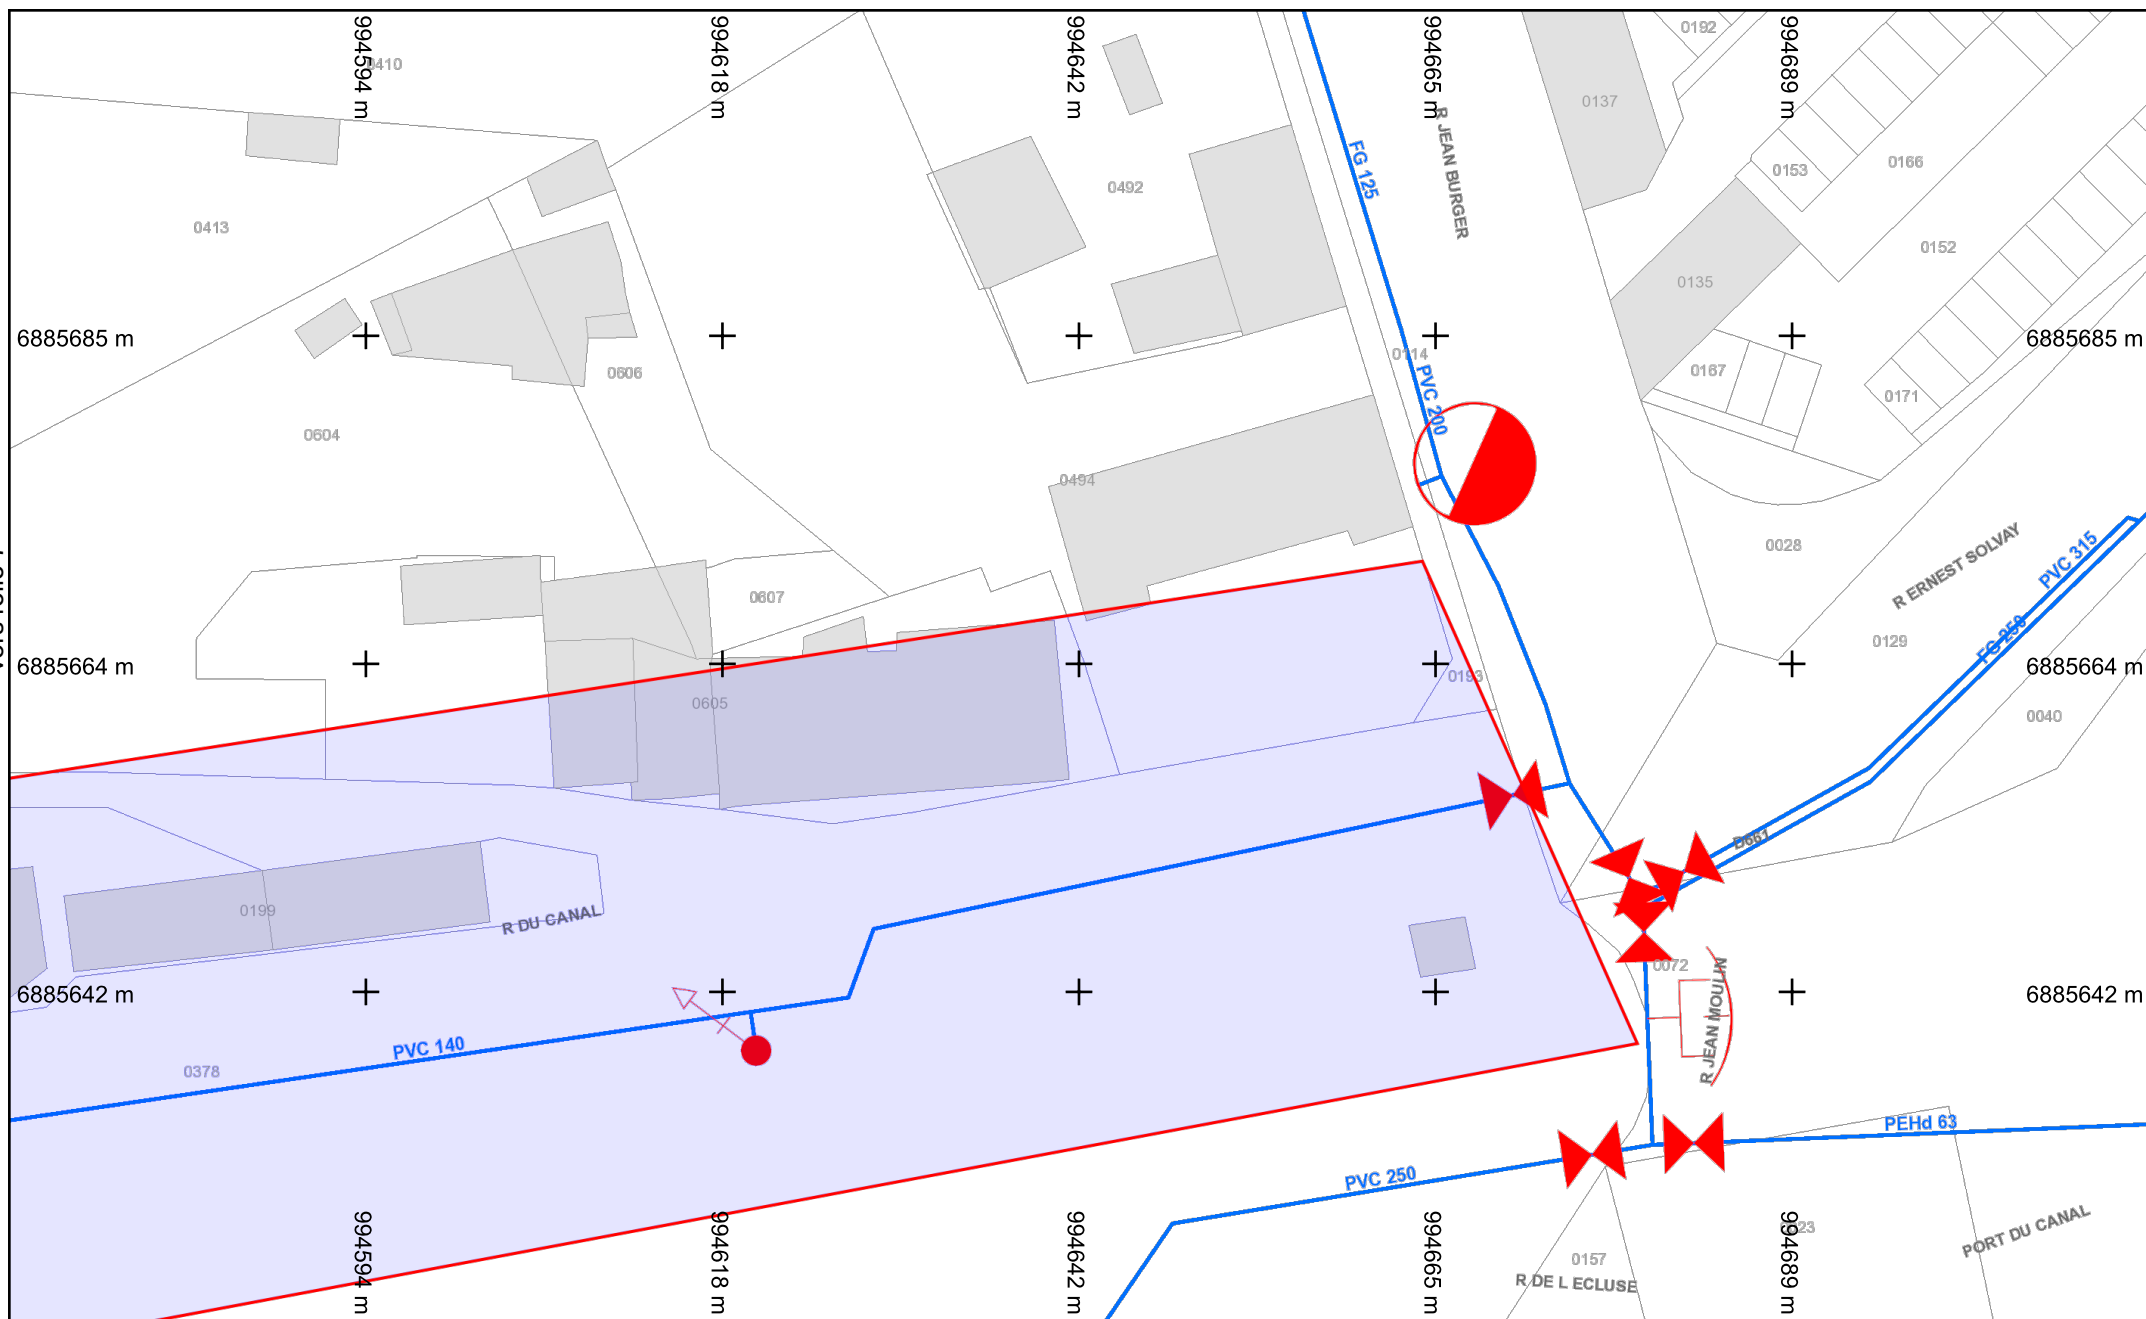 994594 m
994618 m
994642 m
994665 m
994689 m
0410
0192
0137
R JEAN BURGER
FG 125
0153
0166
0492
0413
0152
0135
6885685 m
6885685 m
0114
0606
0167
0171
PVC 200
0604
0494
0028
R ERNEST SOLVAY
PVC 315
0607
FG 250
0129
6885664 m
6885664 m
0193
0605
0040
D661
0199
R DU CANAL
0072
6885642 m
6885642 m
R JEAN MOULIN
PVC 140
0378
PEHd 63
PVC 250
PORT DU CANAL
0157
R DE L ECLUSE
994594 m
994618 m
994642 m
994665 m
994689 m